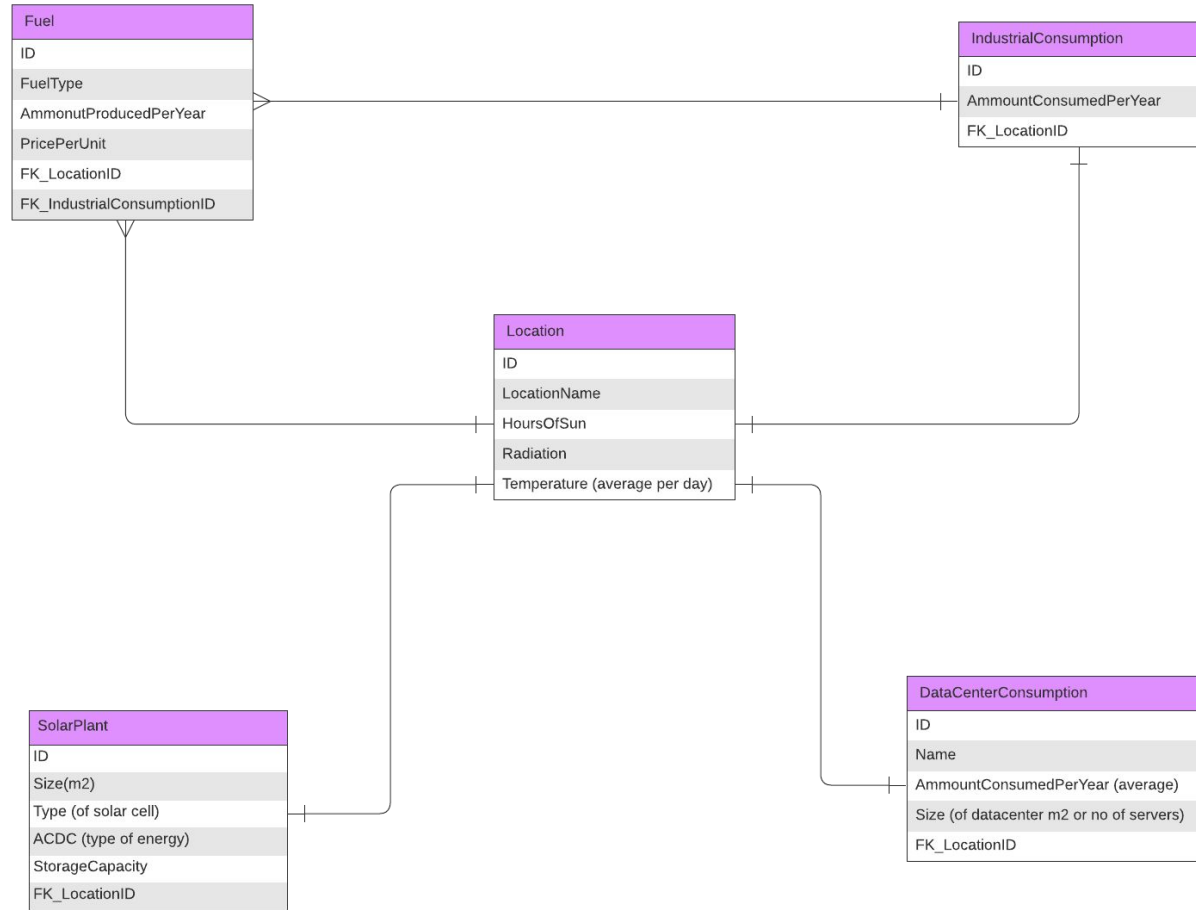 Fuel
ID
FuelType
AmmonutProducedPerYear
PricePerUnit
FK_LocationID
FK_IndustrialConsumptionID
IndustrialConsumption
ID
AmmountConsumedPerYear
FK_LocationID
Location
ID
LocationName
HoursOfSun
Radiation
Temperature (average per day)
SolarPlant
ID
Size(m2)
Type (of solar cell)
ACDC (type of energy)
StorageCapacity
FK_LocationID
DataCenterConsumption
ID
Name
AmmountConsumedPerYear (average)
Size (of datacenter m2 or no of servers)
FK_LocationID